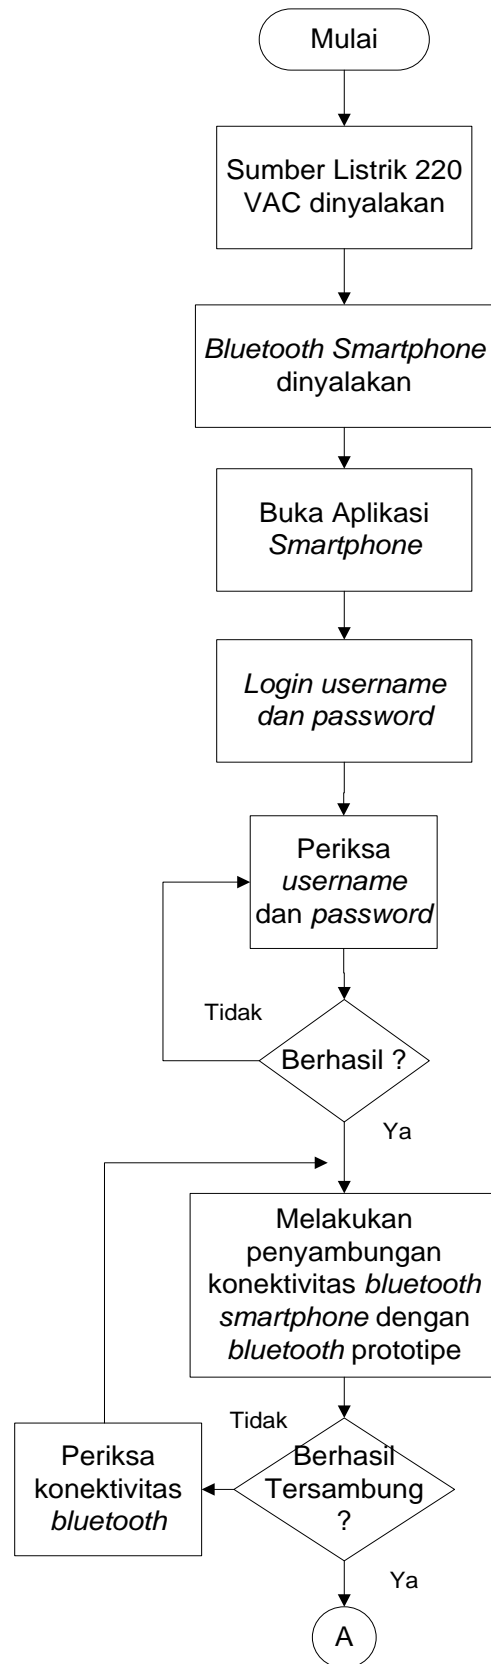 Mulai
Sumber Listrik 220
VAC dinyalakan
Bluetooth Smartphone
dinyalakan
Buka Aplikasi
Smartphone
Login username
dan password
Periksa
username
dan password
Tidak
Berhasil ?
Ya
Melakukan
penyambungan
konektivitas bluetooth
smartphone dengan
bluetooth prototipe
Tidak
Berhasil
Tersambung
?
Periksa
konektivitas
bluetooth
Ya
A